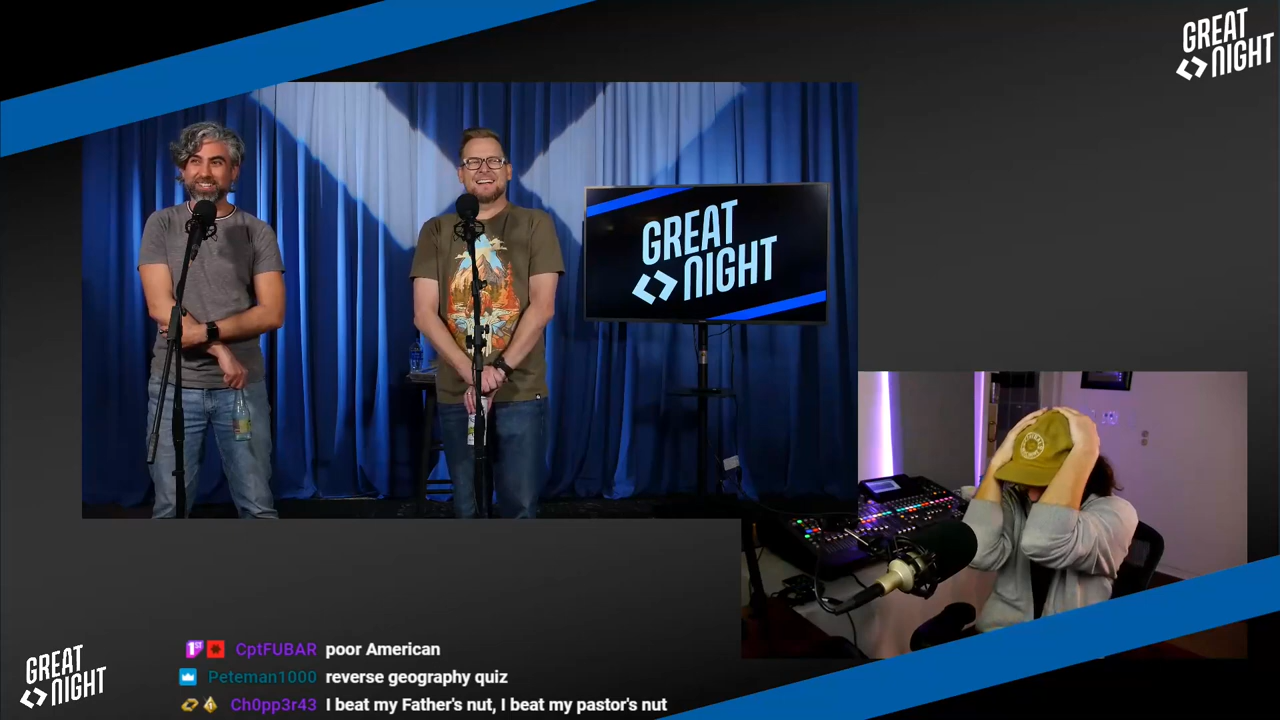 GREAT
NIGHT
GREAT
NIGHT
GREAT
NIGHT
1ST CptFUBAR poor American
Peteman1000 reverse geography quiz
Ch0pp3r43 I beat my Father's nut, I beat my pastor's nut